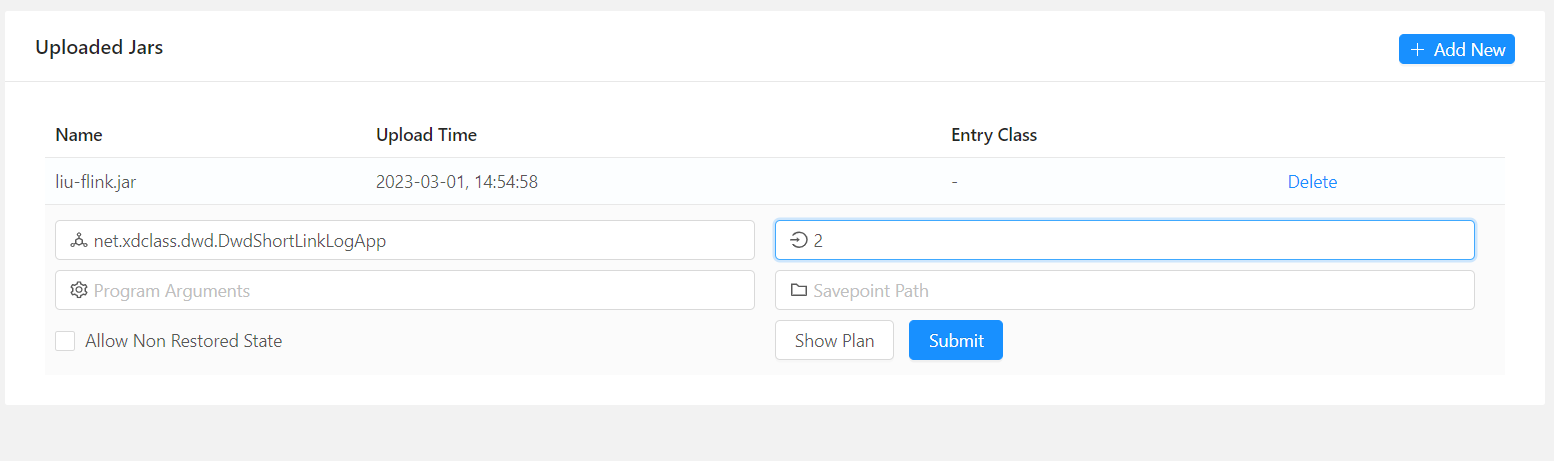 Uploaded Jars
+ Add New
Name Upload Time Entry Class
liu-flink.jar 2023-03-01, 14:54:58 - Delete
net.xdclass.dwd.DwdShortLinkLogApp 2
Program Arguments Savepoint Path
Allow Non Restored State Show Plan Submit